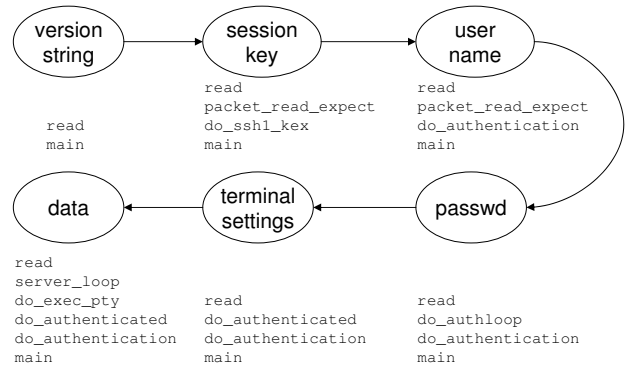 version
string
session
key
user
name
read
main
read
packet_read_expect
do_ssh1_kex
main
read
packet_read_expect
do_authentication
main
data
terminal
settings
passwd
read
server_loop
do_exec_pty
do_authenticated
do_authentication
main
read
do_authenticated
do_authentication
main
read
do_authloop
do_authentication
main